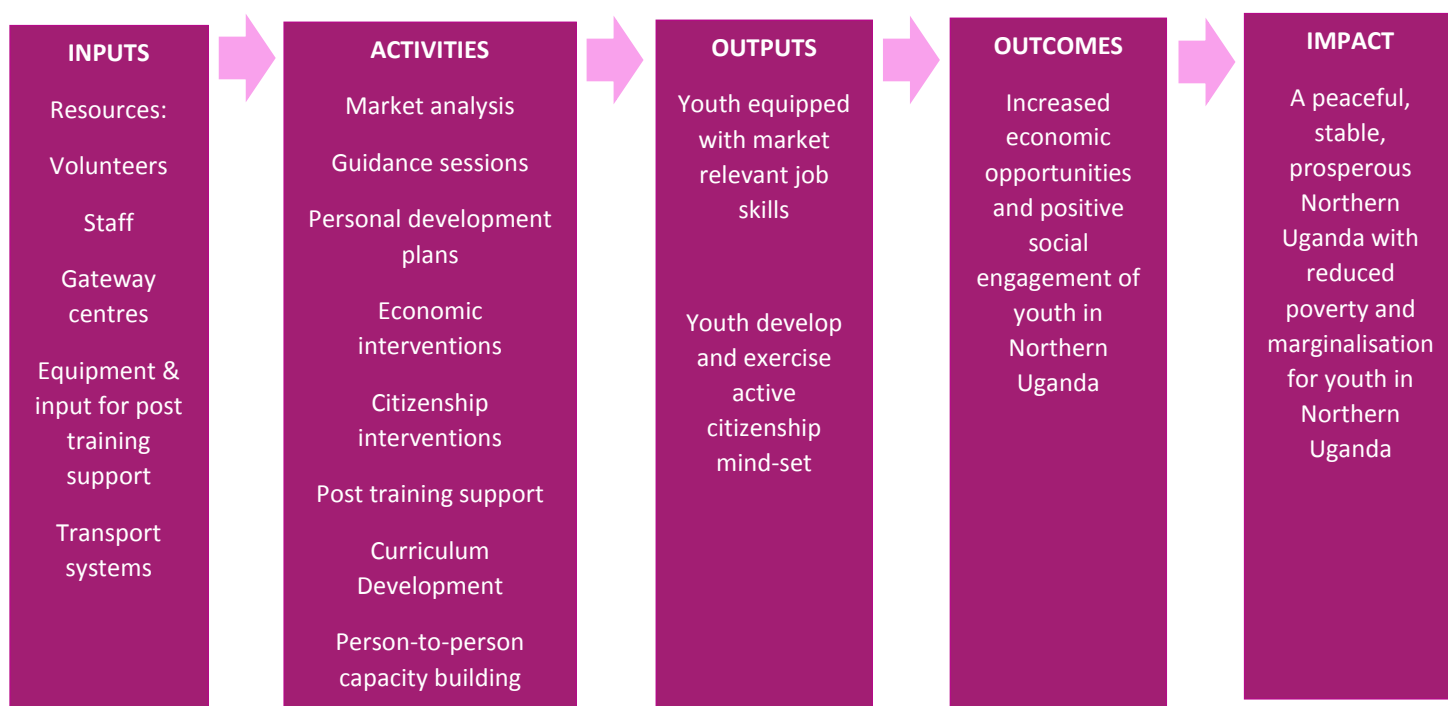 INPUTS
Resources:
Volunteers
Staff
Gateway
centres
Equipment &
input for post
training
support
Transport
systems
ACTIVITIES
Market analysis
Guidance sessions
Personal development
plans
Economic
interventions
Citizenship
interventions
Post training support
Curriculum
Development
Person-to-person
capacity building
OUTPUTS
Youth equipped
with market
relevant job
skills
Youth develop
and exercise
active
citizenship
mind-set
OUTCOMES
Increased
economic
opportunities
and positive
social
engagement of
youth in
Northern
Uganda
IMPACT
A peaceful,
stable,
prosperous
Northern
Uganda with
reduced
poverty and
marginalisation
for youth in
Northern
Uganda